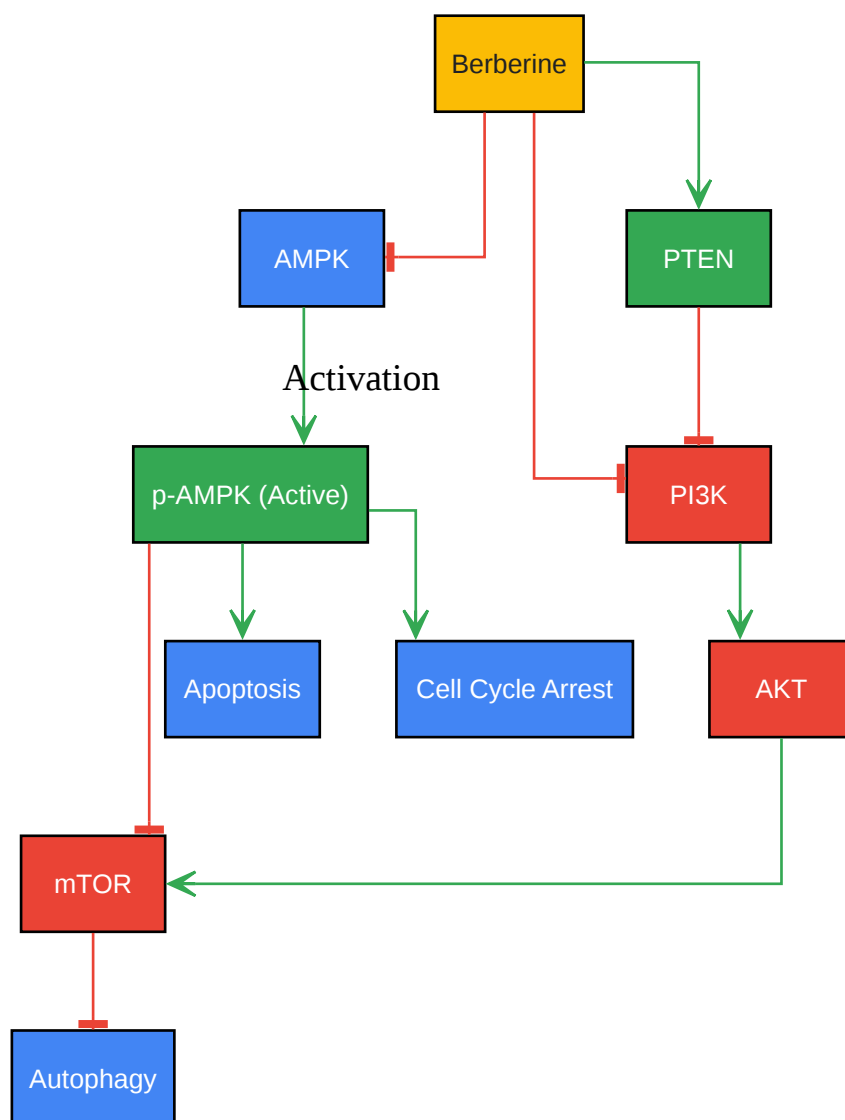 Berberine
AMPK
PTEN
Activation
p-AMPK (Active)
PI3K
Apoptosis
Cell Cycle Arrest
AKT
mTOR
Autophagy